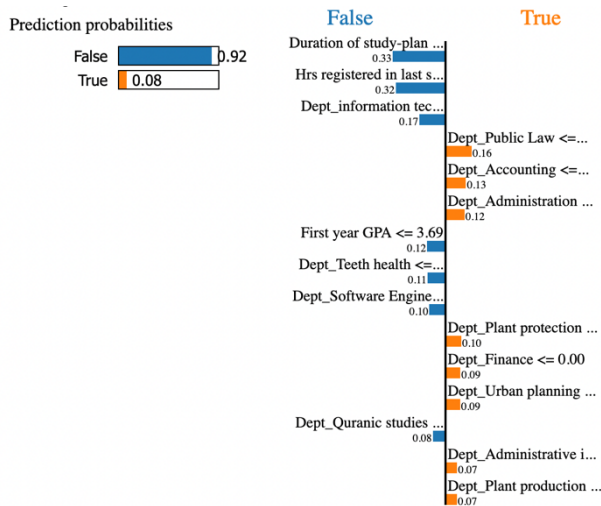 Prediction probabilities
False 0.92
True 0.08
False True
Duration of study-plan ...
0.33
Hrs registered in last s...
0.32
Dept_information tec...
0.17
Dept_Public Law <=...
0.16
Dept_Accounting <=...
0.13
Dept_Administration ...
0.12
First year GPA <= 3.69
0.12
Dept_Teeth health <=...
0.11
Dept_Software Engine...
0.10
Dept_Plant protection ...
0.10
Dept_Finance <= 0.00
0.09
Dept_Urban planning ...
0.09
Dept_Quranic studies ...
0.08
Dept_Administrative i...
0.07
Dept_Plant production ...
0.07